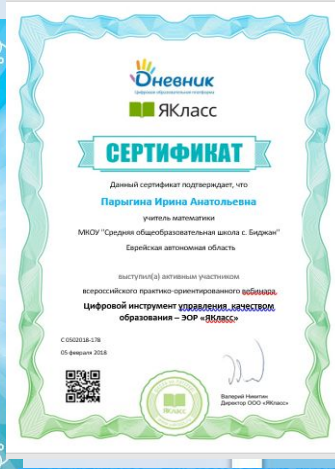 Дневник
Цифровая образовательная платформа
ЯКласс
СЕРТИФИКАТ
Данный сертификат подтверждает, что
Парыгина Ирина Анатольевна
учитель математики
МКОУ "Средняя общеобразовательная школа с. Биджан"
Еврейская автономная область
выступил(а) активным участником
всероссийского практико-ориентированного вебинара
Цифровой инструмент управления качеством
образования – ЭОР «ЯКласс»
С 0502018-178
05 февраля 2018
ЯКласс
Валерий Никитин
Директор ООО «ЯКласс»